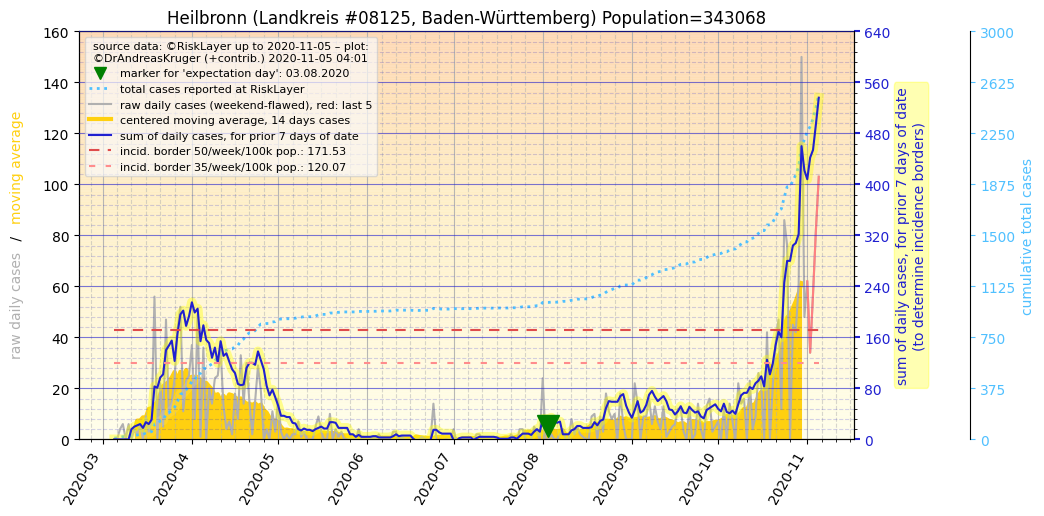 Heilbronn (Landkreis #08125, Baden-Württemberg) Population=343068
source data: ©RiskLayer up to 2020-11-05 – plot:
©DrAndreasKruger (+contrib.) 2020-11-05 04:01
marker for 'expectation day': 03.08.2020
total cases reported at RiskLayer
raw daily cases (weekend-flawed), red: last 5
centered moving average, 14 days cases
sum of daily cases, for prior 7 days of date
incid. border 50/week/100k pop.: 171.53
incid. border 35/week/100k pop.: 120.07
raw daily cases / moving average
160
140
120
100
80
60
40
20
0
2020-03
2020-04
2020-05
2020-06
2020-07
2020-08
2020-09
2020-10
2020-11
640
560
480
400
320
240
160
80
0
sum of daily cases, for prior 7 days of date
(to determine incidence borders)
3000
2625
2250
1875
1500
1125
750
375
0
cumulative total cases